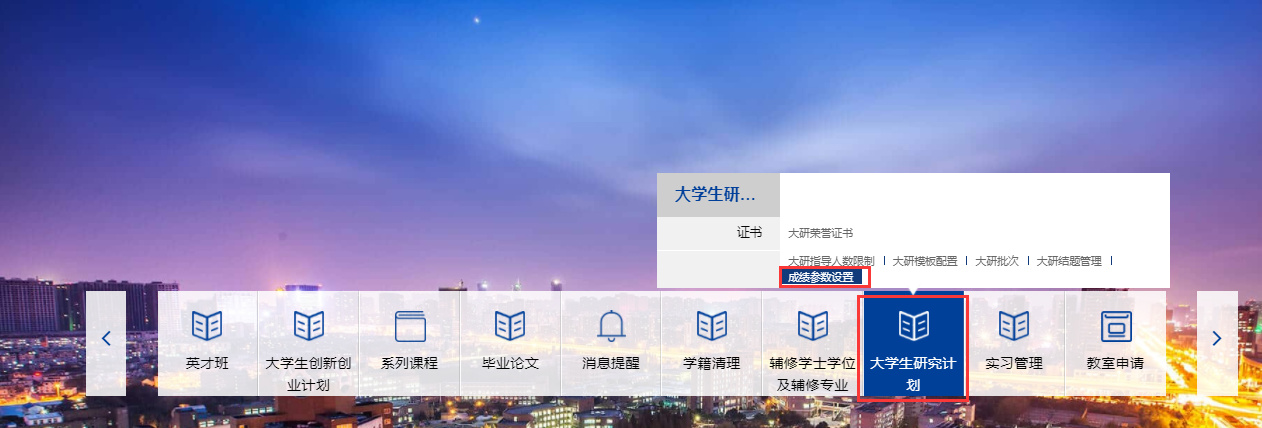 大学生研...
证书
大研荣誉证书
大研指导人数限制 | 大研模板配置 | 大研批次 | 大研结题管理 |
成绩参数设置
英才班
大学生创新创
业计划
系列课程
毕业论文
消息提醒
学籍清理
辅修学士学位
及辅修专业
大学生研究计
划
实习管理
教室申请